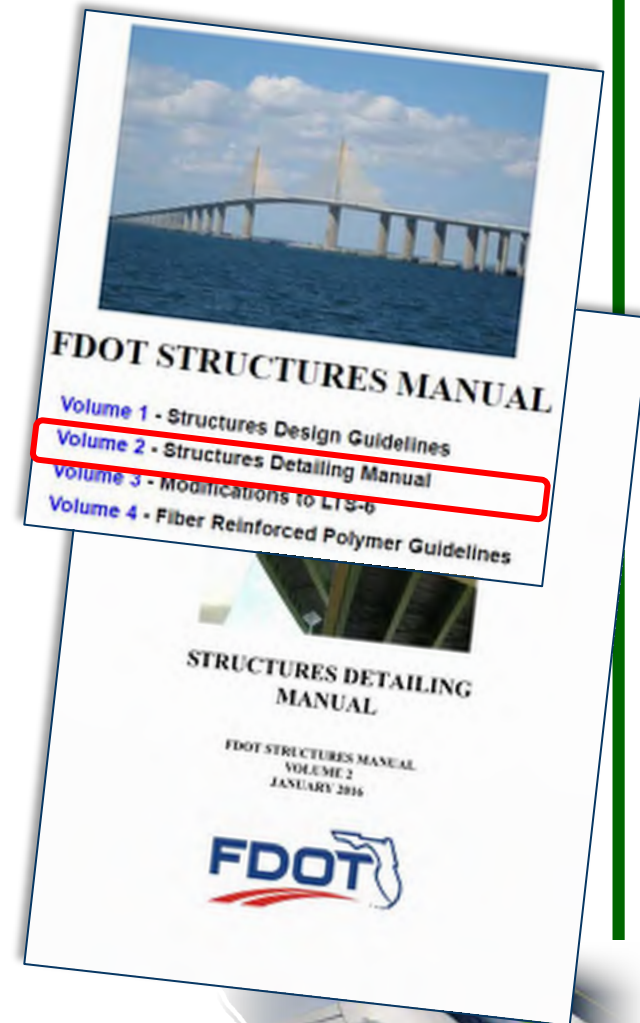 FDOT STRUCTURES MANUAL
Volume 1 - Structures Design Guidelines
Volume 2 - Structures Detailing Manual
Volume 3 - Modifications to LTS-6
Volume 4 - Fiber Reinforced Polymer Guidelines
STRUCTURES DETAILING
MANUAL
FDOT STRUCTURES MANUAL
VOLUME 2
JANUARY 2016
FDOT